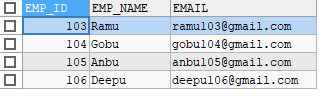 EMP_ID EMP_NAME EMAIL
103 Ramu ramu103@gmail.com
104 Gobu gobu104@gmail.com
105 Anbu anbu105@gmail.com
106 Deepu deepu106@gmail.com